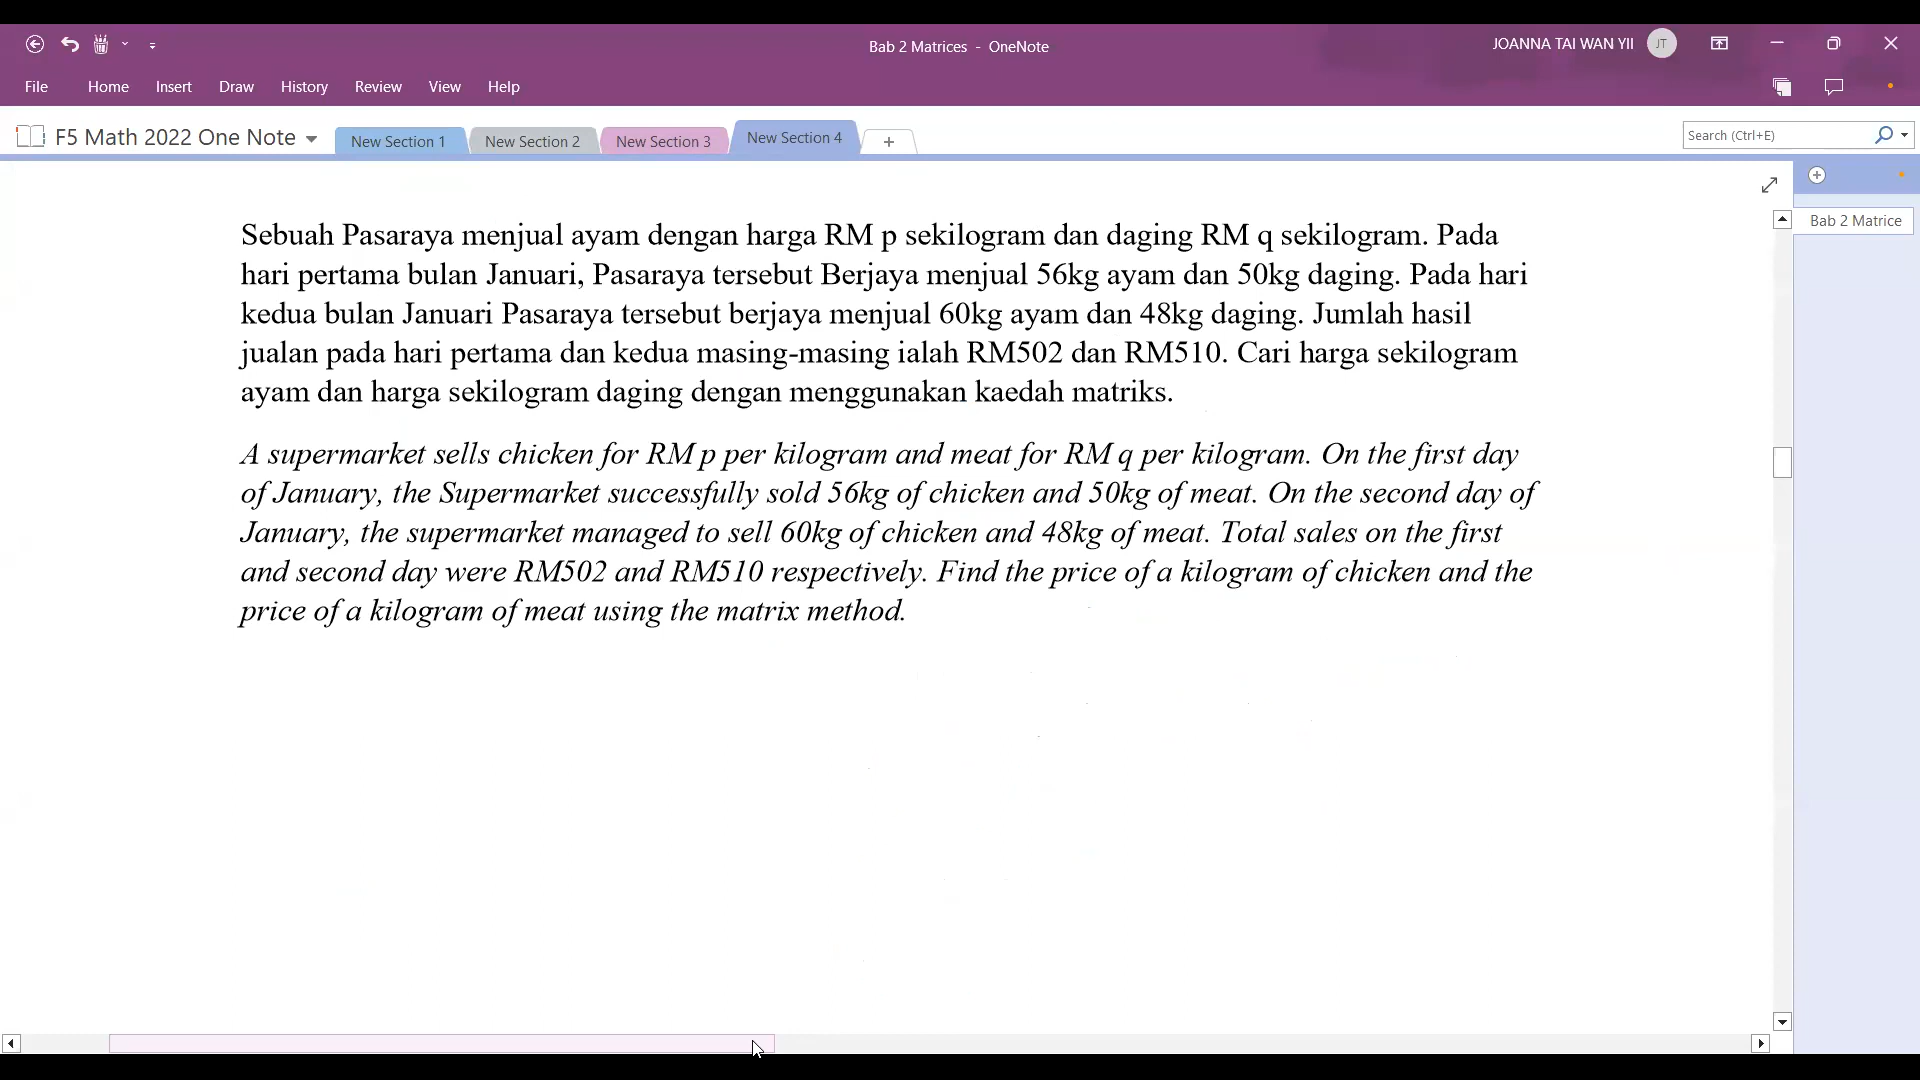 Bab 2 Matrices - OneNote
JOANNA TAI WAN YII
JT
File
Home
Insert
Draw
History
Review
View
Help
F5 Math 2022 One Note
New Section 1
New Section 2
New Section 3
New Section 4
+
Search (Ctrl+E)
Bab 2 Matrice
Sebuah Pasaraya menjual ayam dengan harga RM p sekilogram dan daging RM q sekilogram. Pada
hari pertama bulan Januari, Pasaraya tersebut Berjaya menjual 56kg ayam dan 50kg daging. Pada hari
kedua bulan Januari Pasaraya tersebut berjaya menjual 60kg ayam dan 48kg daging. Jumlah hasil
jualan pada hari pertama dan kedua masing-masing ialah RM502 dan RM510. Cari harga sekilogram
ayam dan harga sekilogram daging dengan menggunakan kaedah matriks.
A supermarket sells chicken for RM p per kilogram and meat for RM q per kilogram. On the first day
of January, the Supermarket successfully sold 56kg of chicken and 50kg of meat. On the second day of
January, the supermarket managed to sell 60kg of chicken and 48kg of meat. Total sales on the first
and second day were RM502 and RM510 respectively. Find the price of a kilogram of chicken and the
price of a kilogram of meat using the matrix method.